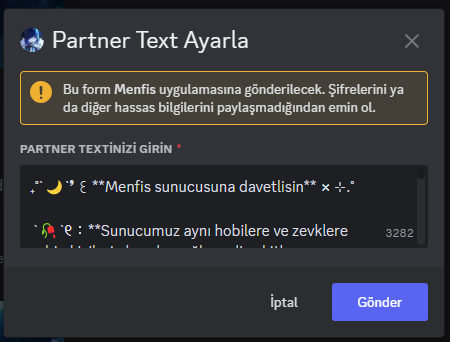 Partner Text Ayarla
Bu form Menfis uygulamasına gönderilecek. Şifrelerini ya
da diğer hassas bilgilerini paylaşmadığından emin ol.
PARTNER TEXTİNİZİ GİRİN *
₊˚`🌙`❜ ꒰ **Menfis sunucusuna davetlisin** × ⊹.˚
`🥀`୧ : **Sunucumuz aynı hobilere ve zevklere
3282
İptal
Gönder